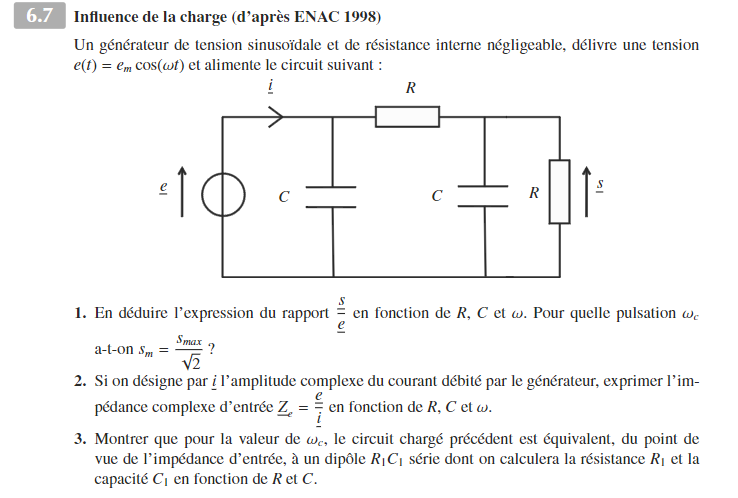 6.7 Influence de la charge (d'après ENAC 1998)
Un générateur de tension sinusoïdale et de résistance interne négligeable, délivre une tension
e(t) = e_m cos(ωt) et alimente le circuit suivant :
i R
e C C R s
1. En déduire l'expression du rapport s/e en fonction de R, C et ω. Pour quelle pulsation ω_c
a-t-on s_m = s_max/√2 ?
2. Si on désigne par i l'amplitude complexe du courant débité par le générateur, exprimer l'im-
pédance complexe d'entrée Z_e = e/i en fonction de R, C et ω.
3. Montrer que pour la valeur de ω_c, le circuit chargé précédent est équivalent, du point de
vue de l'impédance d'entrée, à un dipôle R₁C₁ série dont on calculera la résistance R₁ et la
capacité C₁ en fonction de R et C.